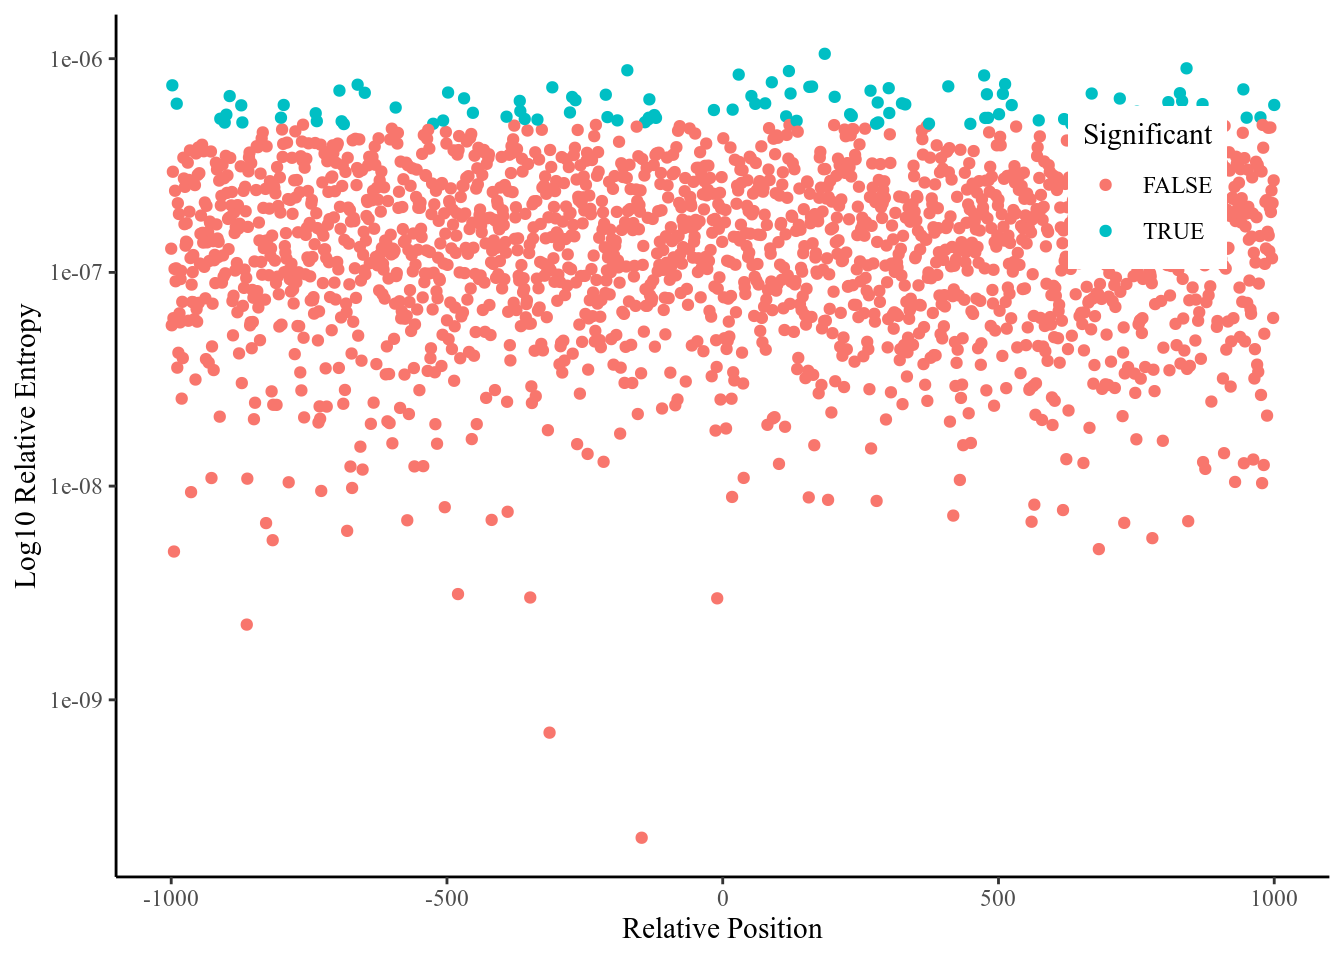 1e-06
1e-07
1e-08
1e-09
Log10 Relative Entropy
-1000
-500
0
500
1000
Relative Position
Significant
FALSE
TRUE